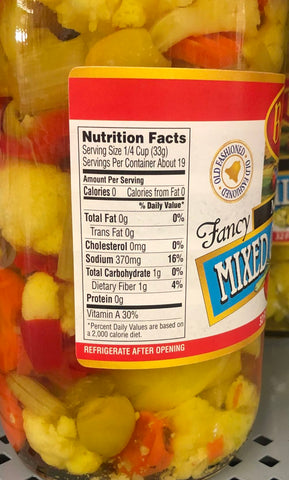 Nutrition Facts
Serving Size 1/4 Cup (33g)
Servings Per Container About 19
Amount Per Serving
Calories 0 Calories from Fat 0
% Daily Value*
Total Fat 0g 0%
Trans Fat 0g
Cholesterol 0mg 0%
Sodium 370mg 16%
Total Carbohydrate 1g 0%
Dietary Fiber 1g 4%
Protein 0g
Vitamin A 30%
*Percent Daily Values are based on
a 2,000 calorie diet.
REFRIGERATE AFTER OPENING
OLD FASHIONED
OLD FASHIONED
Fancy
MIXED